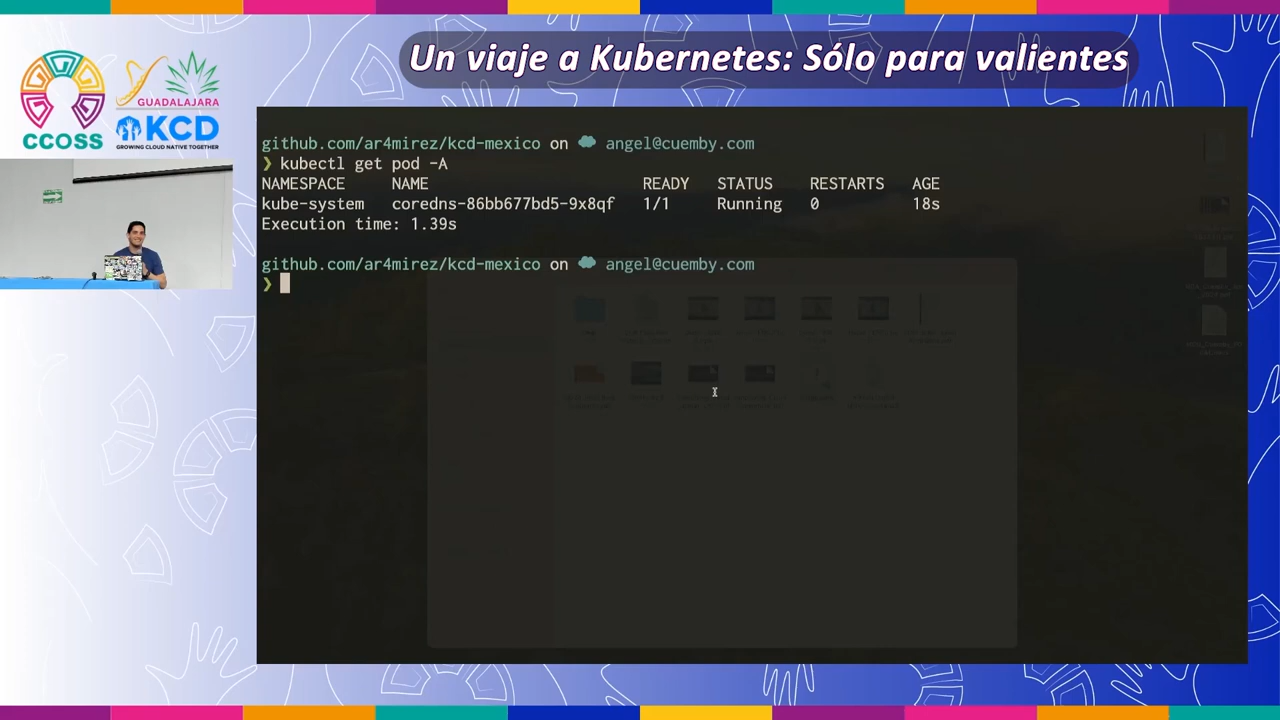 Un viaje a Kubernetes: Sólo para valientes
CCOSS
GUADALAJARA
KCD
GROWING CLOUD NATIVE TOGETHER
github.com/ar4mirez/kcd-mexico on angel@cuemby.com
❯ kubectl get pod -A
NAMESPACE NAME READY STATUS RESTARTS AGE
kube-system coredns-86bb677bd5-9x8qf 1/1 Running 0 18s
Execution time: 1.39s
github.com/ar4mirez/kcd-mexico on angel@cuemby.com
❯